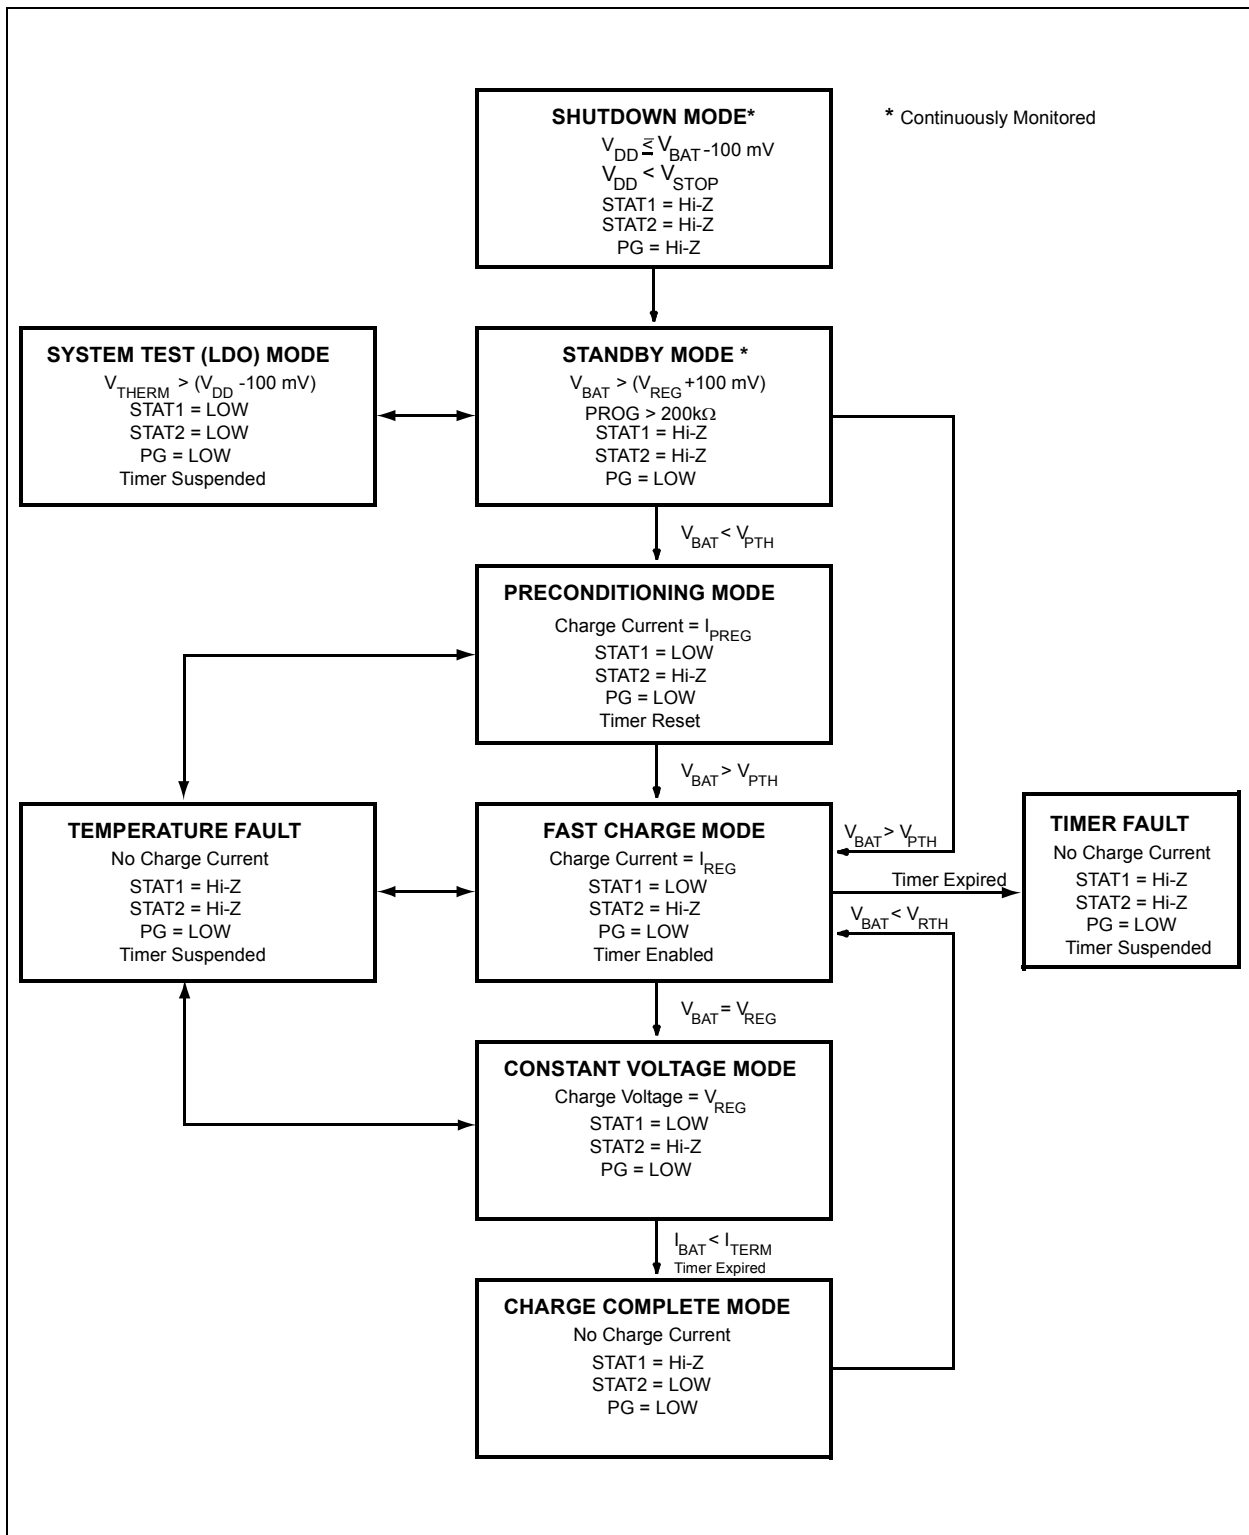 SHUTDOWN MODE*
VDD ≤ VBAT -100 mV
VDD < VSTOP
STAT1 = Hi-Z
STAT2 = Hi-Z
PG = Hi-Z
* Continuously Monitored
SYSTEM TEST (LDO) MODE
VTHERM > (VDD -100 mV)
STAT1 = LOW
STAT2 = LOW
PG = LOW
Timer Suspended
STANDBY MODE *
VBAT > (VREG +100 mV)
PROG > 200kΩ
STAT1 = Hi-Z
STAT2 = Hi-Z
PG = LOW
VBAT < VPTH
PRECONDITIONING MODE
Charge Current = IPREG
STAT1 = LOW
STAT2 = Hi-Z
PG = LOW
Timer Reset
VBAT > VPTH
TEMPERATURE FAULT
No Charge Current
STAT1 = Hi-Z
STAT2 = Hi-Z
PG = LOW
Timer Suspended
FAST CHARGE MODE
Charge Current = IREG
STAT1 = LOW
STAT2 = Hi-Z
PG = LOW
Timer Enabled
VBAT > VPTH
Timer Expired
VBAT < VRTH
TIMER FAULT
No Charge Current
STAT1 = Hi-Z
STAT2 = Hi-Z
PG = LOW
Timer Suspended
VBAT = VREG
CONSTANT VOLTAGE MODE
Charge Voltage = VREG
STAT1 = LOW
STAT2 = Hi-Z
PG = LOW
IBAT < ITERM
Timer Expired
CHARGE COMPLETE MODE
No Charge Current
STAT1 = Hi-Z
STAT2 = LOW
PG = LOW